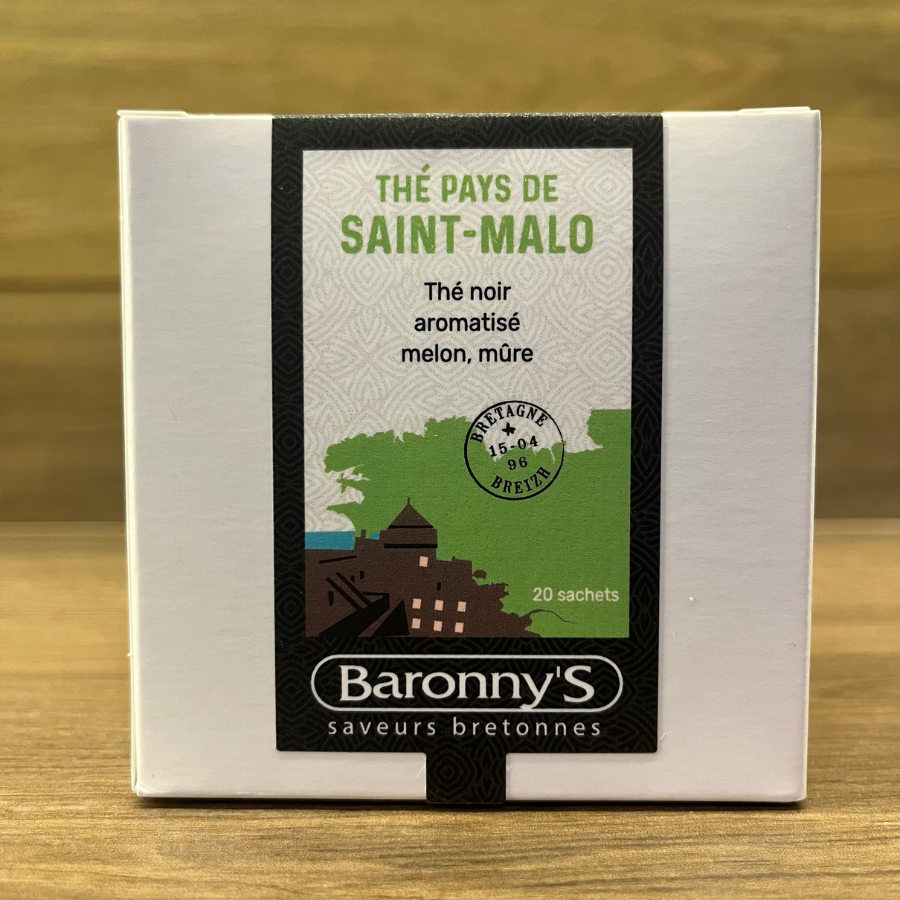 THÉ PAYS DE
SAINT-MALO
Thé noir
aromatisé
melon, mûre
BRETAGNE
15-04
96
BREIZH
20 sachets
Baronny'S
saveurs bretonnes